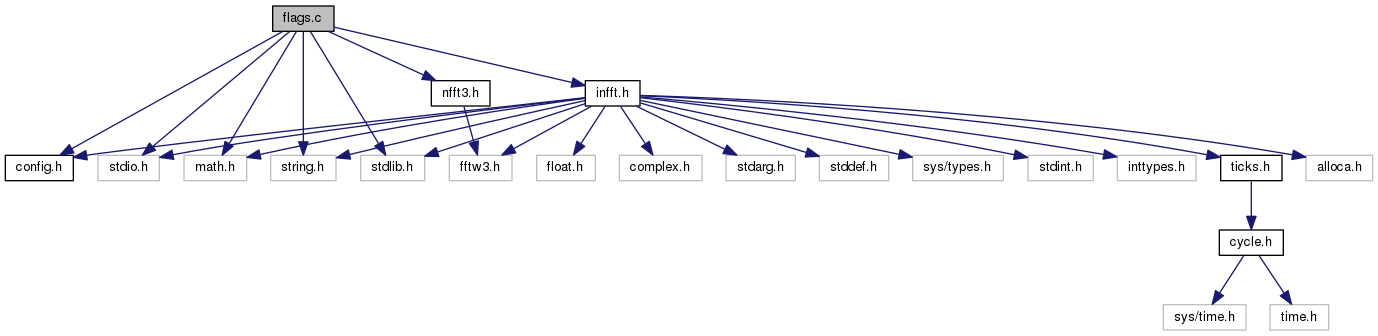 flags.c
nfft3.h
infft.h
config.h
stdio.h
math.h
string.h
stdlib.h
fftw3.h
float.h
complex.h
stdarg.h
stddef.h
sys/types.h
stdint.h
inttypes.h
ticks.h
alloca.h
cycle.h
sys/time.h
time.h